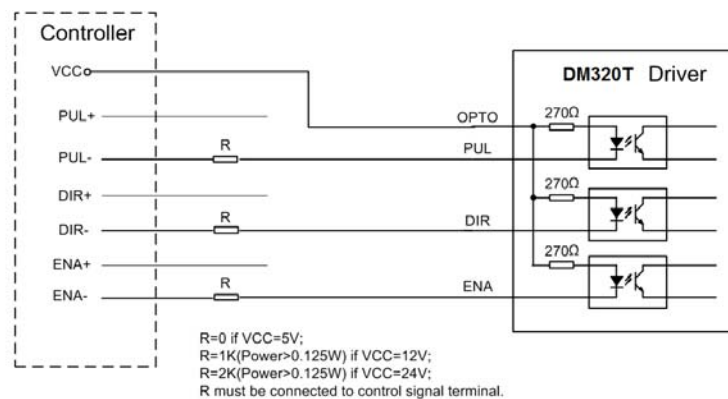 Controller
VCC
DM320T Driver
270Ω
PUL+
OPTO
R
PUL-
PUL
270Ω
DIR+
R
DIR-
DIR
270Ω
ENA+
R
ENA-
ENA
R=0 if VCC=5V;
R=1K(Power>0.125W) if VCC=12V;
R=2K(Power>0.125W) if VCC=24V;
R must be connected to control signal terminal.